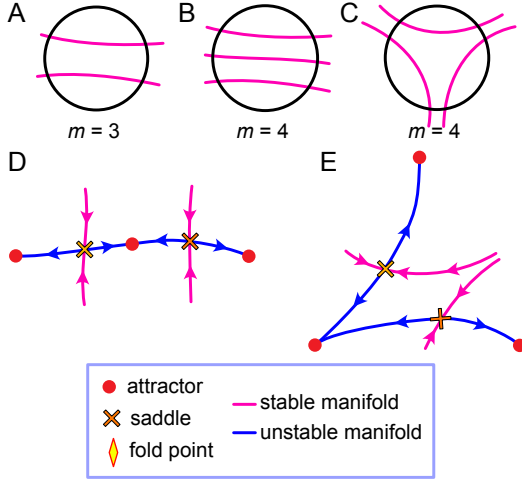 A
B
C
m = 3
m = 4
m = 4
D
E
attractor
saddle
fold point
stable manifold
unstable manifold